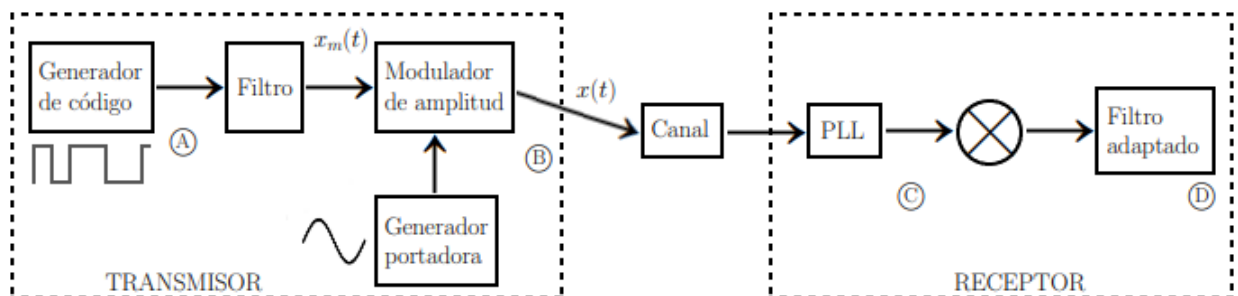 Generador
de código
A
Filtro
x_m(t)
Modulador
de amplitud
B
Generador
portadora
TRANSMISOR
x(t)
Canal
PLL
C
Filtro
adaptado
D
RECEPTOR